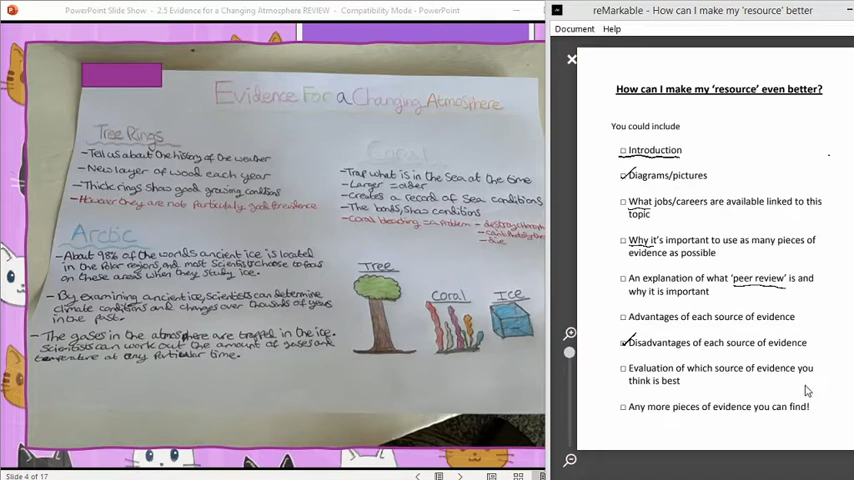 PowerPoint Slide Show - 2.5 Evidence for a Changing Atmosphere REVIEW - Compatibility Mode - PowerPoint
Evidence For a Changing Atmosphere
Tree Rings
-Tell us about the history of the weather
-New layer of wood each year
-Thick rings show good growing conditions
-However they are not particularly good for evidence
Coral
-Trap what is in the sea at the time
-Larger = older
-creates a record of sea conditions
-The bands, show conditions
-Coral bleaching = a problem
Arctic
-About 98% of the worlds ancient ice is located
in the Polar regions and most scientists choose to focus
on these areas when they study ice.
-By examining ancient ice, scientists can determine
climate conditions and changes over thousands of years
in the past.
-The gases in the atmosphere are trapped in the ice.
Scientists can work out the amount of gases and
temperature at any particular time.
Tree
Coral
Ice
Slide 4 of 17
reMarkable - How can I make my 'resource' better
Document Help
How can I make my 'resource' even better?
You could include
Introduction
Diagrams/pictures
What jobs/careers are available linked to this
topic
Why it's important to use as many pieces of
evidence as possible
An explanation of what 'peer review' is and
why it is important
Advantages of each source of evidence
Disadvantages of each source of evidence
Evaluation of which source of evidence you
think is best
Any more pieces of evidence you can find!